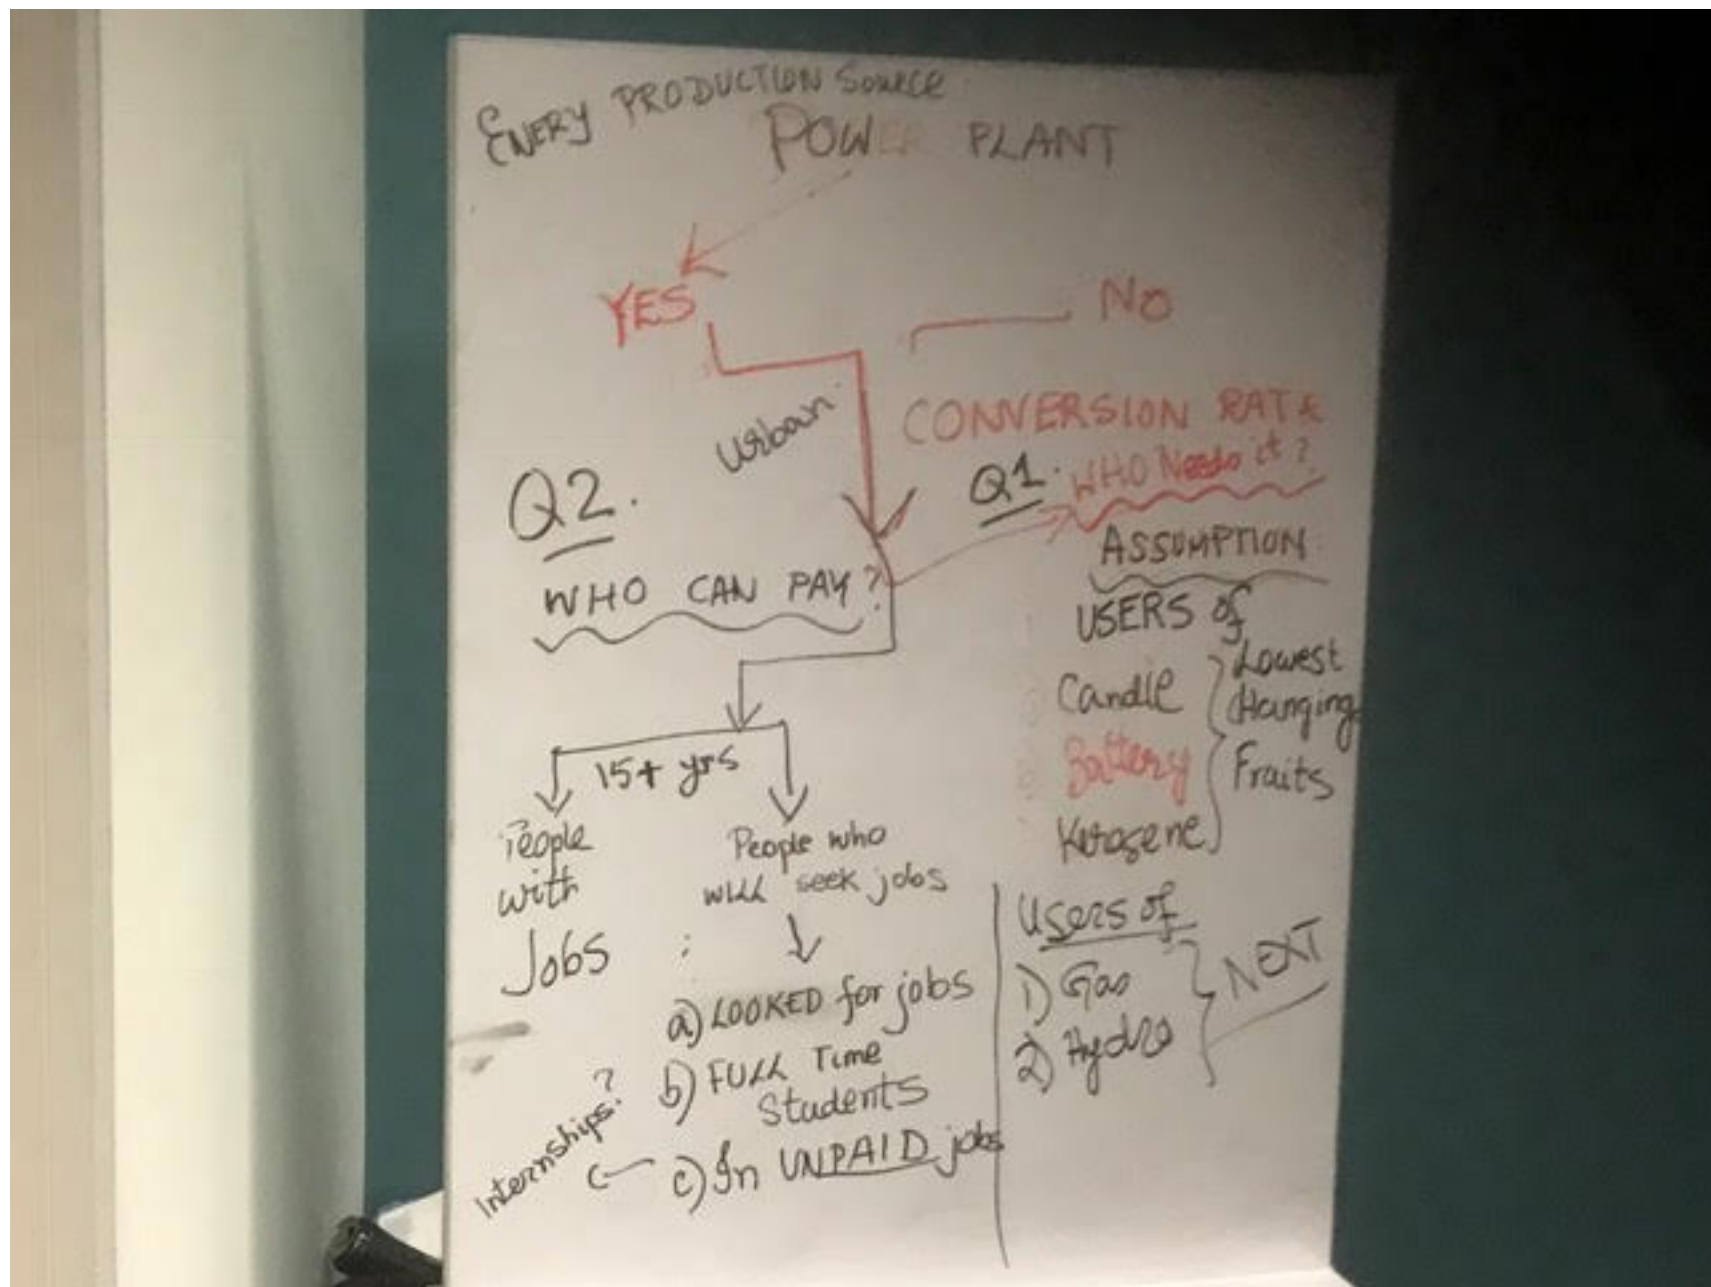 ENERY PRODUCTION Source
POWER PLANT
YES
NO
Urban
CONVERSION RATE
Q1. WHO Needs it?
Q2.
WHO CAN PAY?
ASSUMPTION
USERS of
Candle
Battery
Kerosene
Lowest
Hanging
Fraits
15+ yrs
People
with
Jobs
People who
will seek jobs
a) LOOKED for jobs
b) FULL Time
Students
c) In UNPAID jobs
Internships?
?
Users of
1) Gas
2) Hydro
NEXT